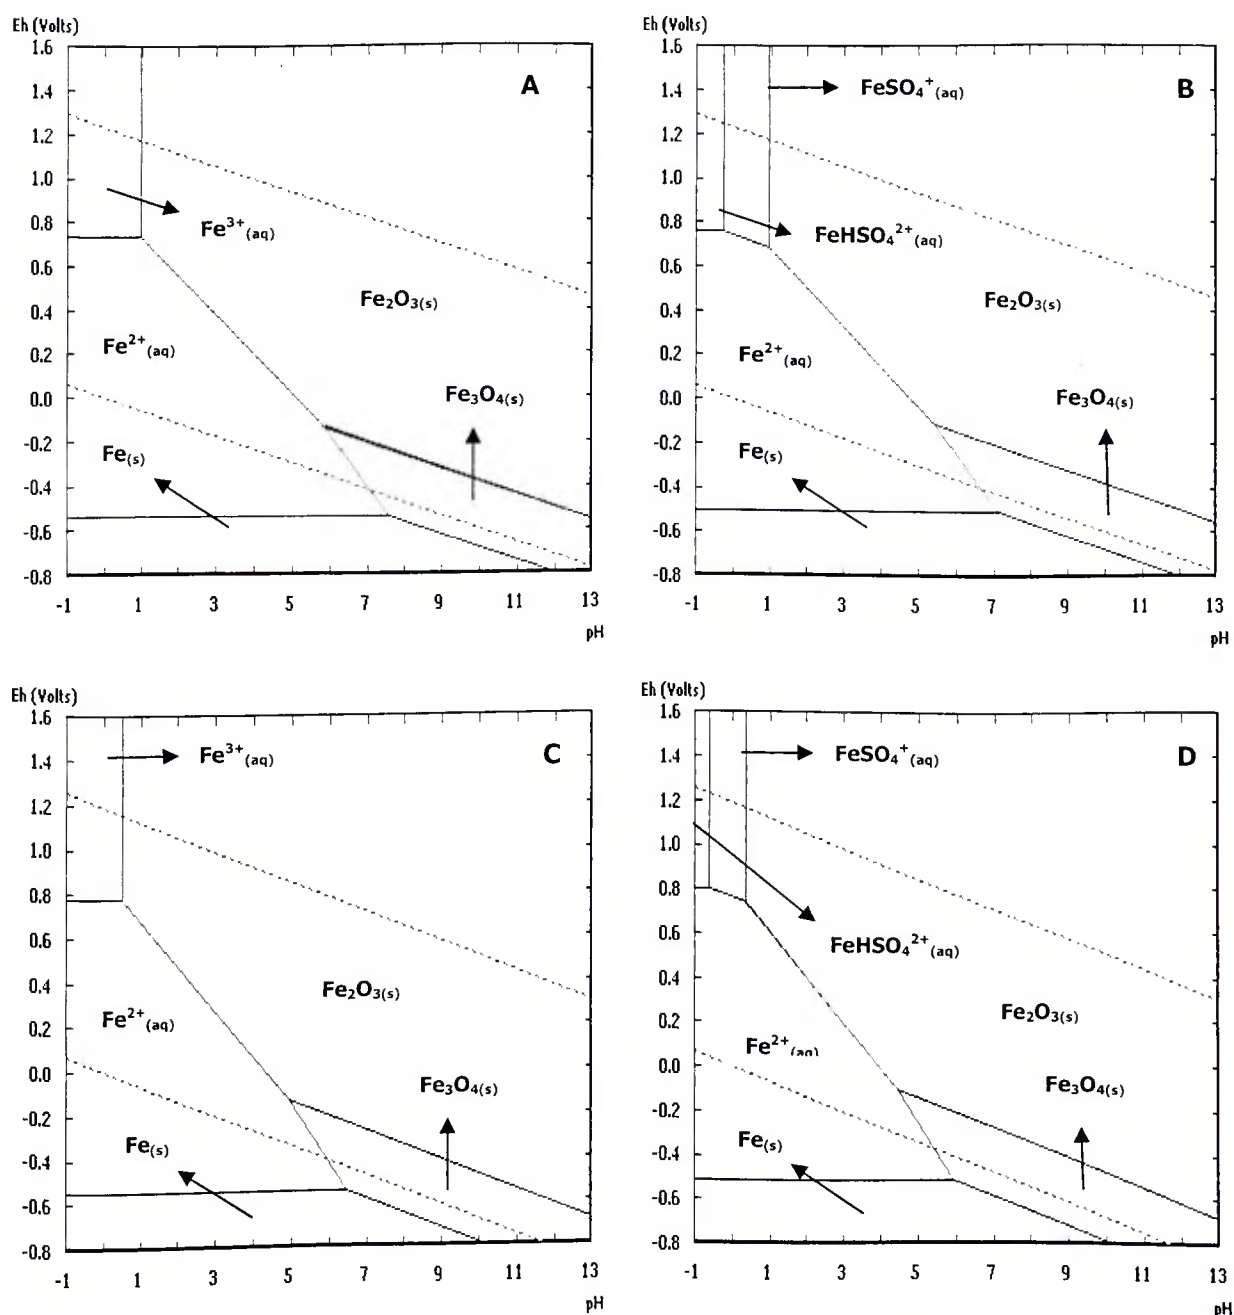 Eh (Volts)
A
1.6
1.4
1.2
1.0
0.8
0.6
0.4
0.2
0.0
-0.2
-0.4
-0.6
-0.8
Fe³⁺(aq)
Fe₂O₃(s)
Fe²⁺(aq)
Fe₃O₄(s)
Fe(s)
-1 1 3 5 7 9 11 13
pH
Eh (Volts)
B
1.6
1.4
1.2
1.0
0.8
0.6
0.4
0.2
0.0
-0.2
-0.4
-0.6
-0.8
FeSO₄⁺(aq)
FeHSO₄²⁺(aq)
Fe₂O₃(s)
Fe²⁺(aq)
Fe₃O₄(s)
Fe(s)
-1 1 3 5 7 9 11 13
pH
Eh (Volts)
C
1.6
1.4
1.2
1.0
0.8
0.6
0.4
0.2
0.0
-0.2
-0.4
-0.6
-0.8
Fe³⁺(aq)
Fe₂O₃(s)
Fe²⁺(aq)
Fe₃O₄(s)
Fe(s)
-1 1 3 5 7 9 11 13
pH
Eh (Volts)
D
1.6
1.4
1.2
1.0
0.8
0.6
0.4
0.2
0.0
-0.2
-0.4
-0.6
-0.8
FeSO₄⁺(aq)
FeHSO₄²⁺(aq)
Fe₂O₃(s)
Fe²⁺(aq)
Fe₃O₄(s)
Fe(s)
-1 1 3 5 7 9 11 13
pH